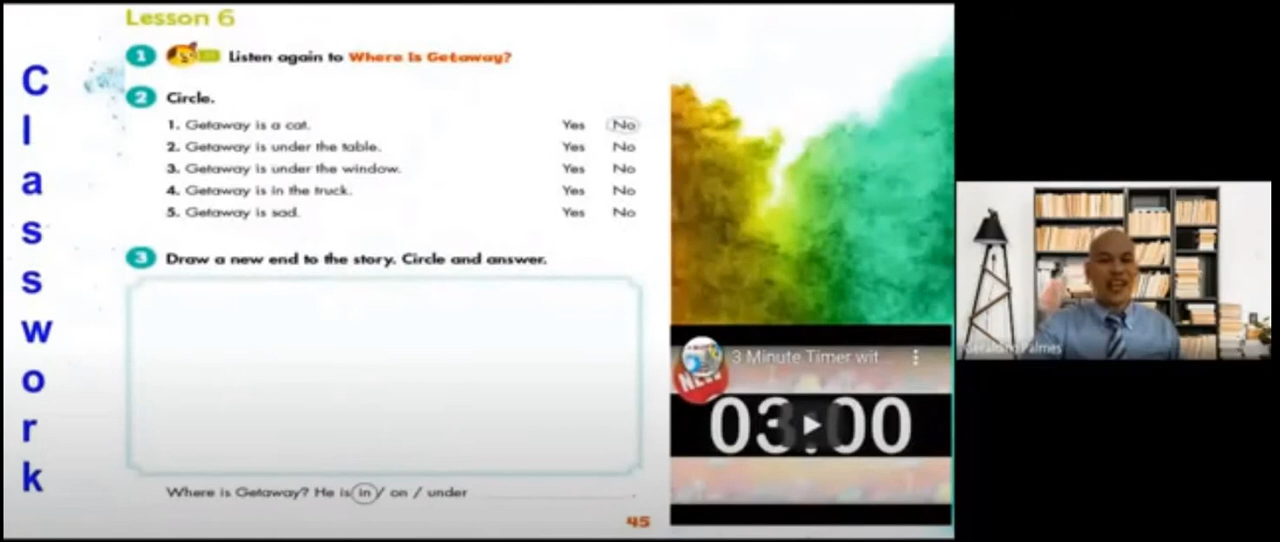 Lesson 6
1 Listen again to Where Is Getaway?
2 Circle.
1. Getaway is a cat. Yes No
2. Getaway is under the table. Yes No
3. Getaway is under the window. Yes No
4. Getaway is in the truck. Yes No
5. Getaway is sad. Yes No
3 Draw a new end to the story. Circle and answer.
Where is Getaway? He is in / on / under ____.
45
Classwork
3 Minute Timer wit
NEW
03:00
Palmes